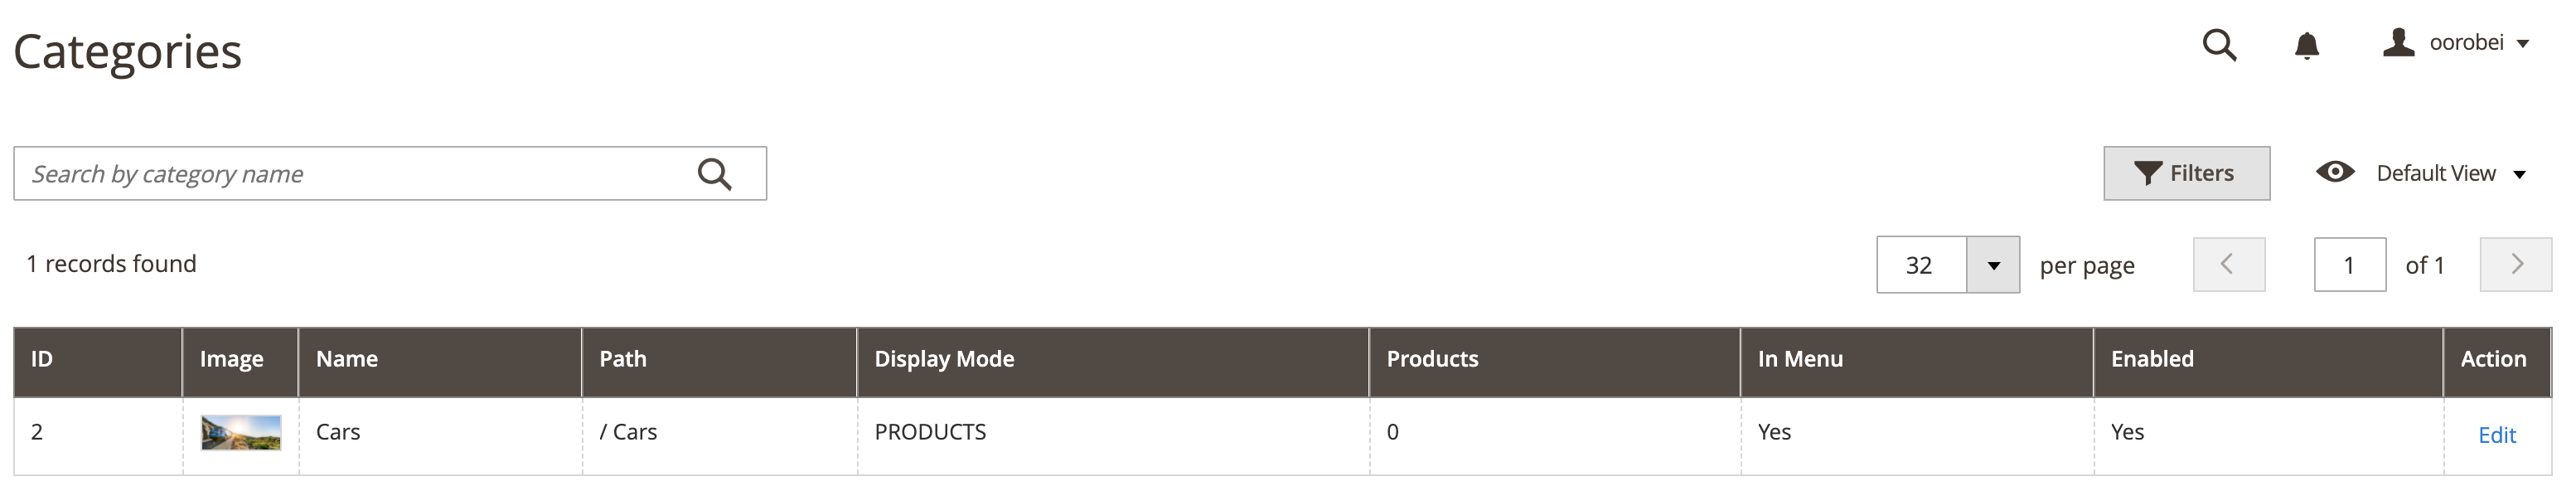 Categories
oorobei
Search by category name
Filters
Default View
1 records found
32
per page
1
of 1
ID Image Name Path Display Mode Products In Menu Enabled Action
2 Cars / Cars PRODUCTS 0 Yes Yes Edit